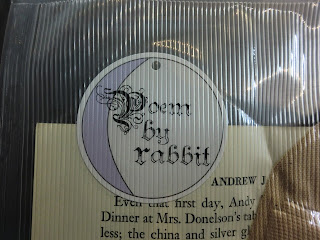 Poem
by
rabbit
ANDREW J
Even that first day, Andy
Dinner at Mrs. Donelson's tab
less; the china and silver g